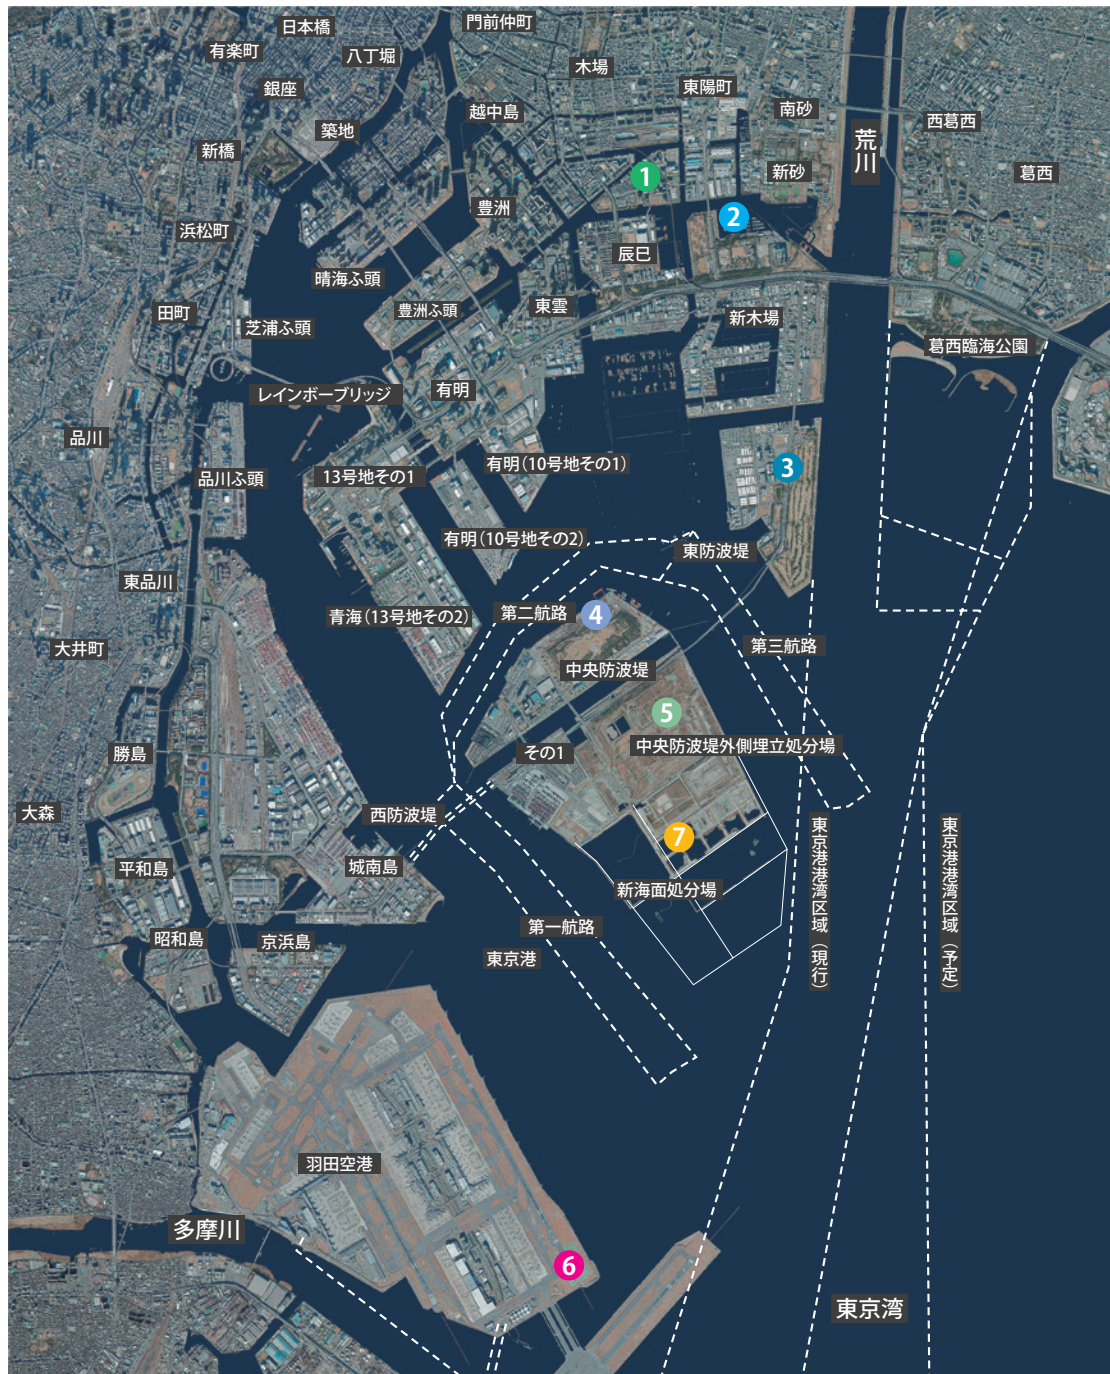 門前仲町
日本橋
有楽町
八丁堀
木場
銀座
東陽町
越中島
南砂
築地
西葛西
新橋
荒川
新砂
葛西
1
豊洲
2
浜松町
辰巳
晴海ふ頭
田町
豊洲ふ頭
東雲
新木場
芝浦ふ頭
葛西臨海公園
レインボーブリッジ
有明
品川
有明（10号地その1）
3
13号地その1
品川ふ頭
有明（10号地その2）
東防波堤
東品川
第二航路
4
青海（13号地その2）
大井町
第三航路
中央防波堤
5
その1
中央防波堤外側埋立処分場
勝島
大森
西防波堤
7
平和島
城南島
新海面処分場
東京港港湾区域（現行）
東京港港湾区域（予定）
第一航路
昭和島
京浜島
東京港
羽田空港
多摩川
6
東京湾